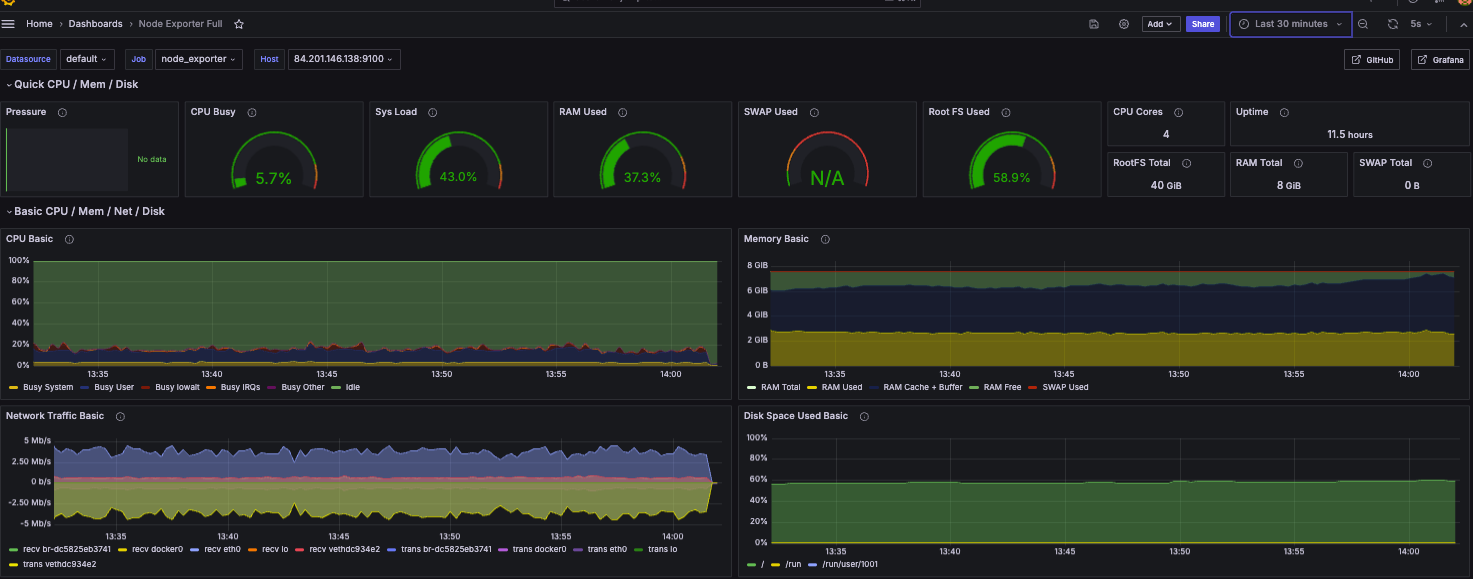 Home › Dashboards › Node Exporter Full
Add Share Last 30 minutes 5s
Datasource default Job node_exporter Host 84.201.146.138:9100 GitHub Grafana
Quick CPU / Mem / Disk
Pressure CPU Busy Sys Load RAM Used SWAP Used Root FS Used CPU Cores Uptime
4 11.5 hours
No data 5.7% 43.0% 37.3% N/A 58.9%
RootFS Total RAM Total SWAP Total
40 GiB 8 GiB 0 B
Basic CPU / Mem / Net / Disk
CPU Basic
100%
80%
60%
40%
20%
0%
13:35 13:40 13:45 13:50 13:55 14:00
Busy System Busy User Busy Iowait Busy IRQs Busy Other Idle
Memory Basic
8 GiB
6 GiB
4 GiB
2 GiB
0 B
13:35 13:40 13:45 13:50 13:55 14:00
RAM Total RAM Used RAM Cache + Buffer RAM Free SWAP Used
Network Traffic Basic
5 Mb/s
2.50 Mb/s
0 b/s
-2.50 Mb/s
-5 Mb/s
13:35 13:40 13:45 13:50 13:55 14:00
recv br-dc5825eb3741 recv docker0 recv eth0 recv lo recv vethdc934e2 trans br-dc5825eb3741 trans docker0 trans eth0 trans lo
trans vethdc934e2
Disk Space Used Basic
100%
80%
60%
40%
20%
0%
13:35 13:40 13:45 13:50 13:55 14:00
/ /run /run/user/1001